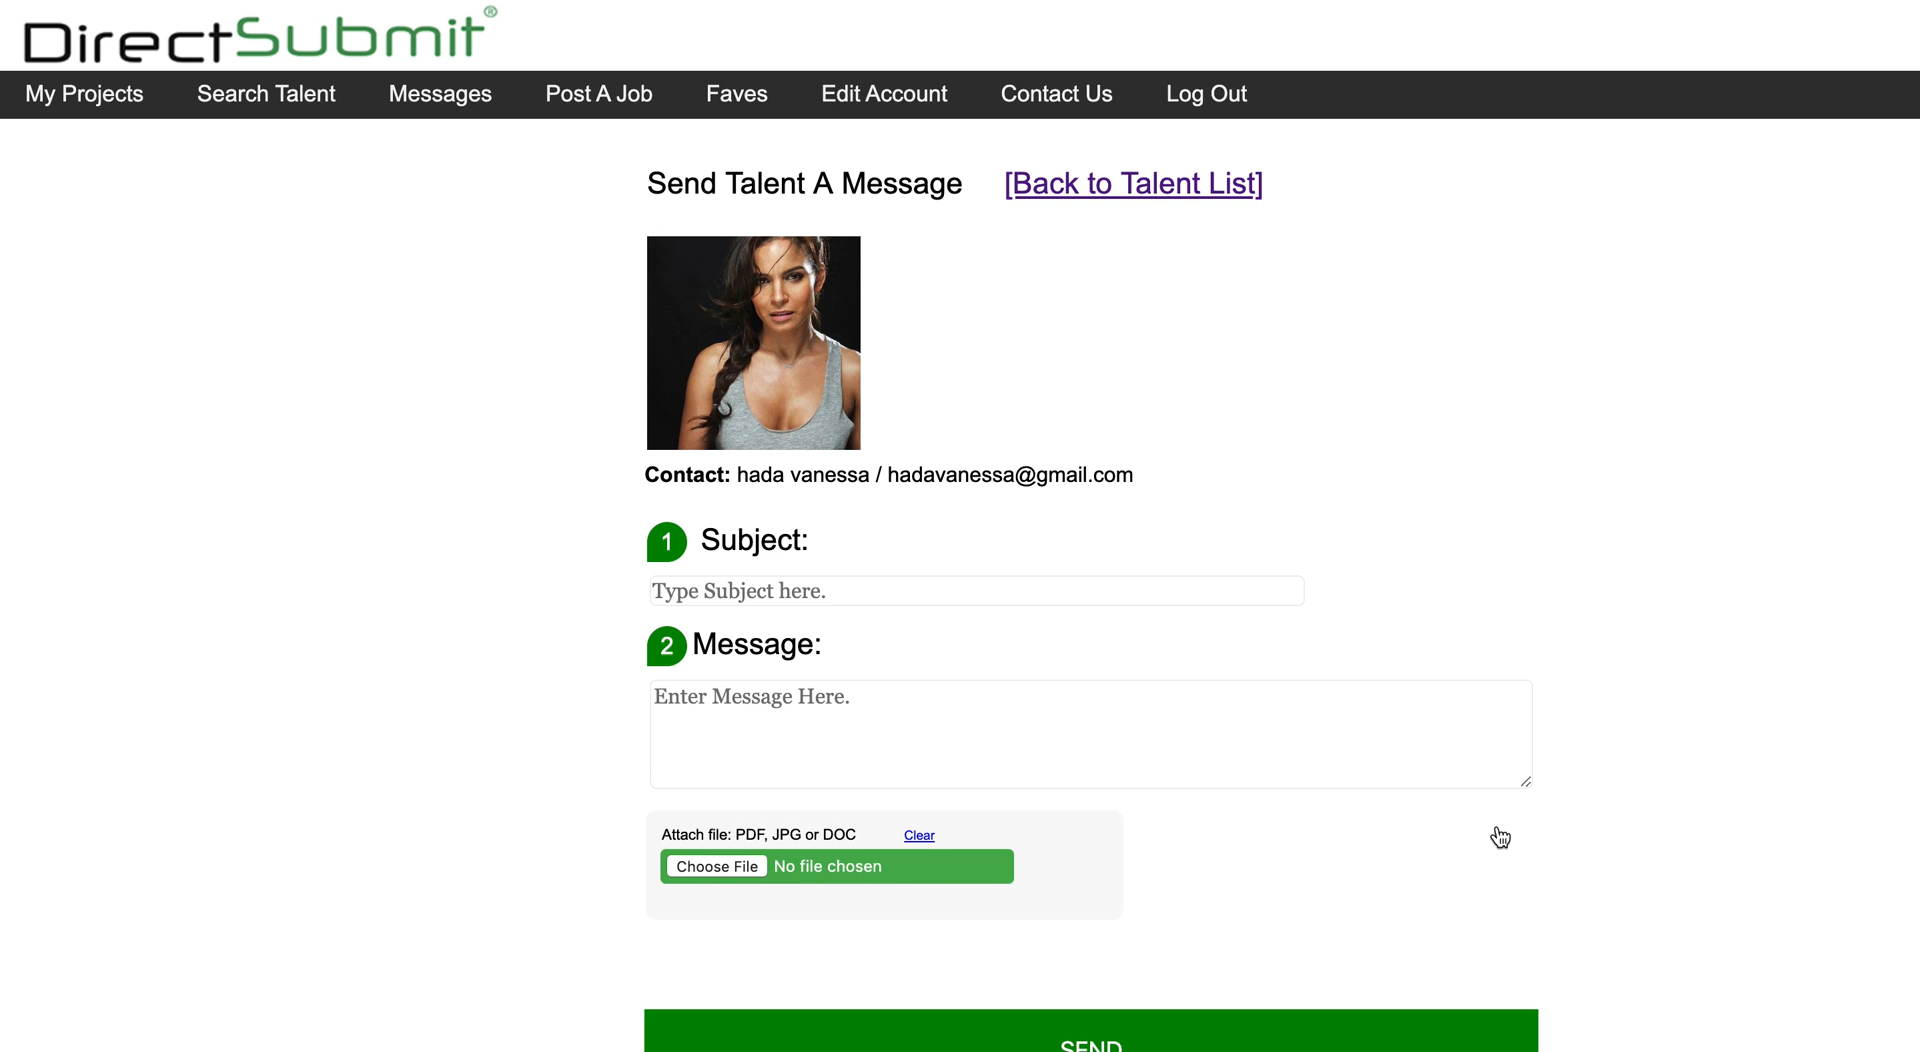 DirectSubmit®
My Projects Search Talent Messages Post A Job Faves Edit Account Contact Us Log Out
Send Talent A Message [Back to Talent List]
Contact: hada vanessa / hadavanessa@gmail.com
1 Subject:
Type Subject here.
2 Message:
Enter Message Here.
Attach file: PDF, JPG or DOC Clear
Choose File No file chosen
SEND